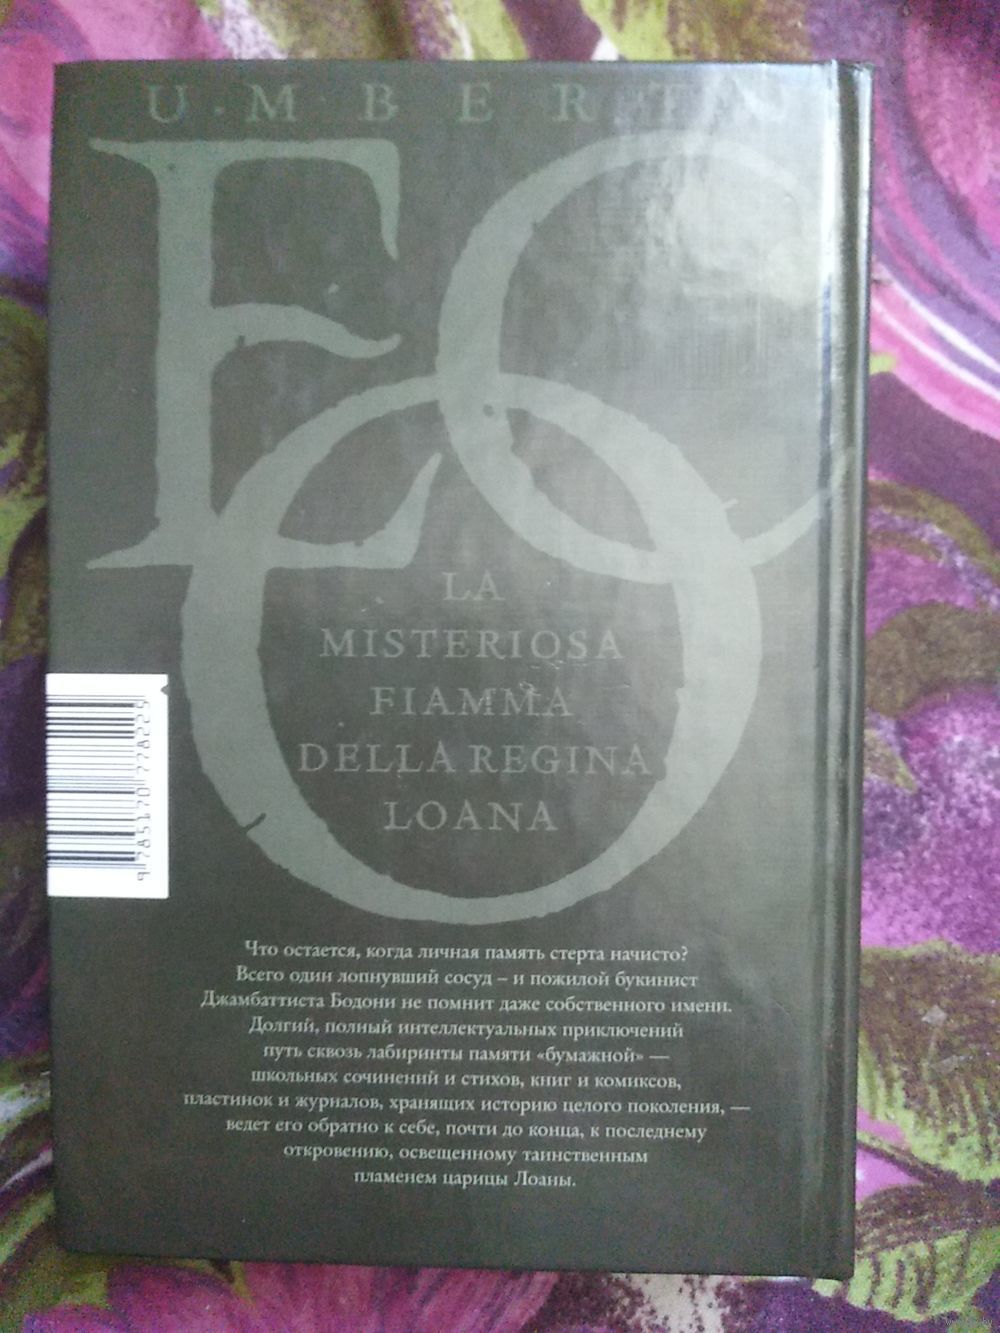 UMBERTO
ECO
LA
MISTERIOSA
FIAMMA
DELLA REGINA
LOANA
9785170778225
Что остается, когда личная память стерта начисто?
Всего один лопнувший сосуд – и пожилой букинист
Джамбаттиста Бодони не помнит даже собственного имени.
Долгий, полный интеллектуальных приключений
путь сквозь лабиринты памяти «бумажной» —
школьных сочинений и стихов, книг и комиксов,
пластинок и журналов, хранящих историю целого поколения, —
ведет его обратно к себе, почти до конца, к последнему
откровению, освещенному таинственным
пламенем царицы Лоаны.